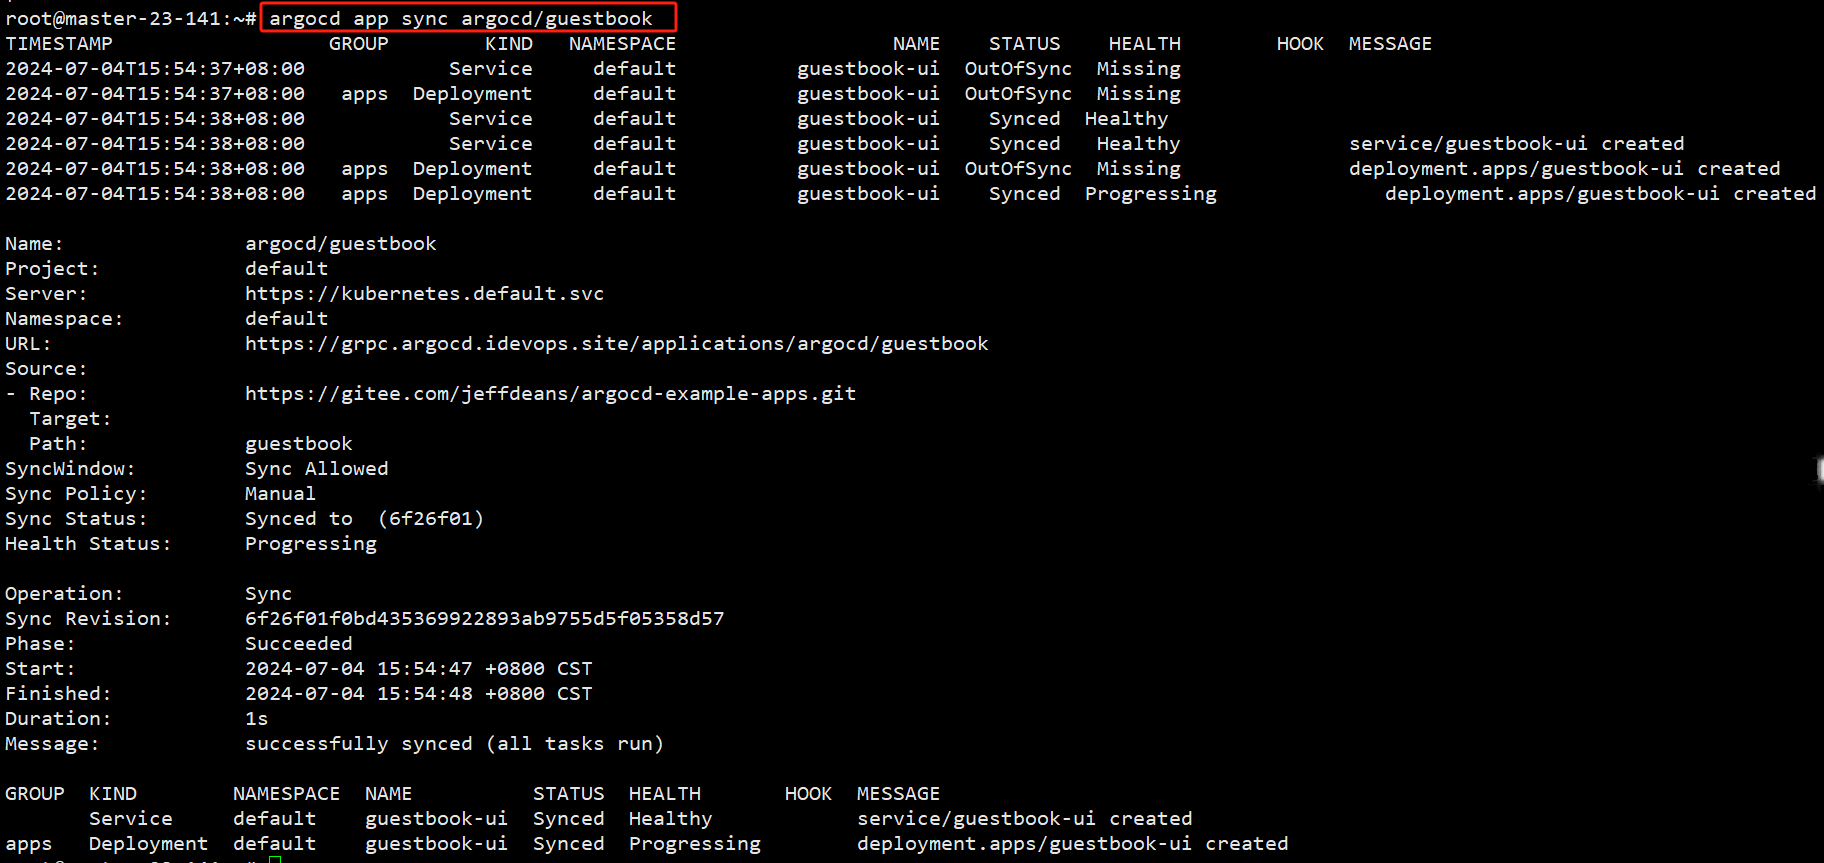 root@master-23-141:~# argocd app sync argocd/guestbook
TIMESTAMP                  GROUP        KIND   NAMESPACE                  NAME    STATUS    HEALTH        HOOK  MESSAGE
2024-07-04T15:54:37+08:00            Service     default          guestbook-ui  OutOfSync  Missing
2024-07-04T15:54:37+08:00   apps  Deployment     default          guestbook-ui  OutOfSync  Missing
2024-07-04T15:54:38+08:00            Service     default          guestbook-ui    Synced  Healthy
2024-07-04T15:54:38+08:00            Service     default          guestbook-ui    Synced   Healthy              service/guestbook-ui created
2024-07-04T15:54:38+08:00   apps  Deployment     default          guestbook-ui  OutOfSync  Missing              deployment.apps/guestbook-ui created
2024-07-04T15:54:38+08:00   apps  Deployment     default          guestbook-ui    Synced  Progressing              deployment.apps/guestbook-ui created
Name:               argocd/guestbook
Project:            default
Server:             https://kubernetes.default.svc
Namespace:          default
URL:                https://grpc.argocd.idevops.site/applications/argocd/guestbook
Source:
- Repo:             https://gitee.com/jeffdeans/argocd-example-apps.git
  Target:
  Path:             guestbook
SyncWindow:         Sync Allowed
Sync Policy:        Manual
Sync Status:        Synced to  (6f26f01)
Health Status:      Progressing
Operation:          Sync
Sync Revision:      6f26f01f0bd435369922893ab9755d5f05358d57
Phase:              Succeeded
Start:              2024-07-04 15:54:47 +0800 CST
Finished:           2024-07-04 15:54:48 +0800 CST
Duration:           1s
Message:            successfully synced (all tasks run)
GROUP  KIND        NAMESPACE  NAME          STATUS  HEALTH       HOOK  MESSAGE
       Service     default    guestbook-ui  Synced  Healthy            service/guestbook-ui created
apps   Deployment  default    guestbook-ui  Synced  Progressing        deployment.apps/guestbook-ui created